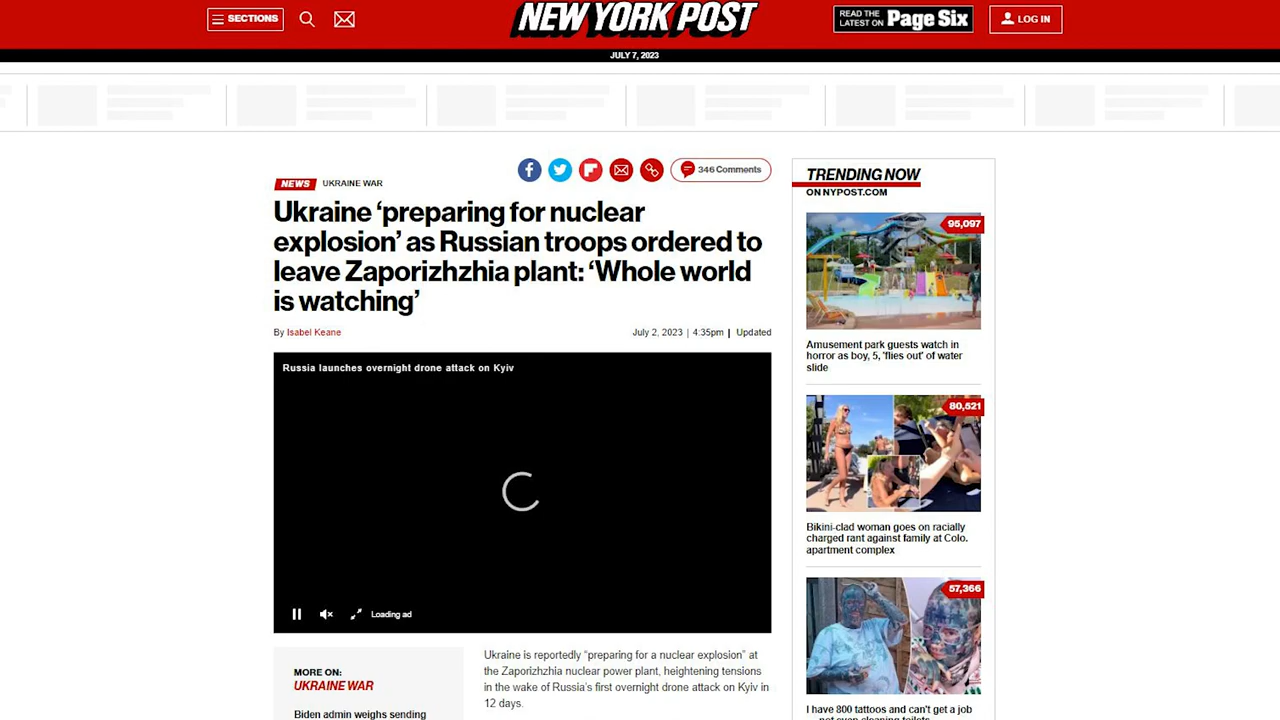 SECTIONS
NEW YORK POST
READ THE
LATEST ON
Page Six
LOG IN
JULY 7, 2023
346 Comments
NEWS
UKRAINE WAR
Ukraine ‘preparing for nuclear
explosion’ as Russian troops ordered to
leave Zaporizhzhia plant: ‘Whole world
is watching’
By Isabel Keane
July 2, 2023 | 4:35pm | Updated
Russia launches overnight drone attack on Kyiv
Loading ad
MORE ON:
UKRAINE WAR
Biden admin weighs sending
Ukraine is reportedly “preparing for a nuclear explosion” at
the Zaporizhzhia nuclear power plant, heightening tensions
in the wake of Russia’s first overnight drone attack on Kyiv in
12 days.
TRENDING NOW
ON NYPOST.COM
95,097
Amusement park guests watch in
horror as boy, 5, 'flies out' of water
slide
80,521
Bikini-clad woman goes on racially
charged rant against family at Colo.
apartment complex
57,366
I have 800 tattoos and can't get a job
not even cleaning toilets